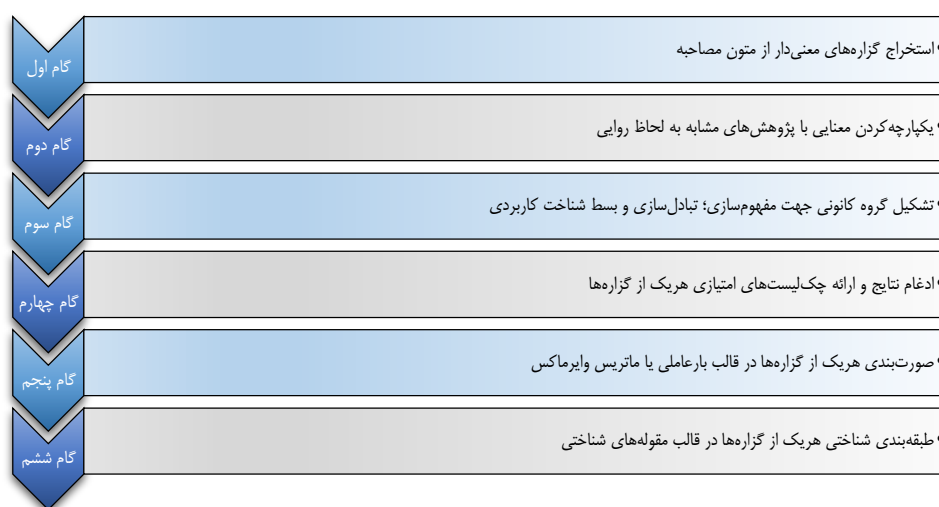 گام اول
•استخراج گزاره‌های معنی‌دار از متون مصاحبه
گام دوم
•یکپارچه‌کردن معنایی با پژوهش‌های مشابه به لحاظ روایی
گام سوم
•تشکیل گروه کانونی جهت مفهوم‌سازی؛ تبادل‌سازی و بسط شناخت کاربردی
گام چهارم
•ادغام نتایج و ارائه چک‌لیست‌های امتیازی هریک از گزاره‌ها
گام پنجم
•صورت‌بندی هریک از گزاره‌ها در قالب بارعاملی یا ماتریس وایرماکس
گام ششم
•طبقه‌بندی شناختی هریک از گزاره‌ها در قالب مقوله‌های شناختی